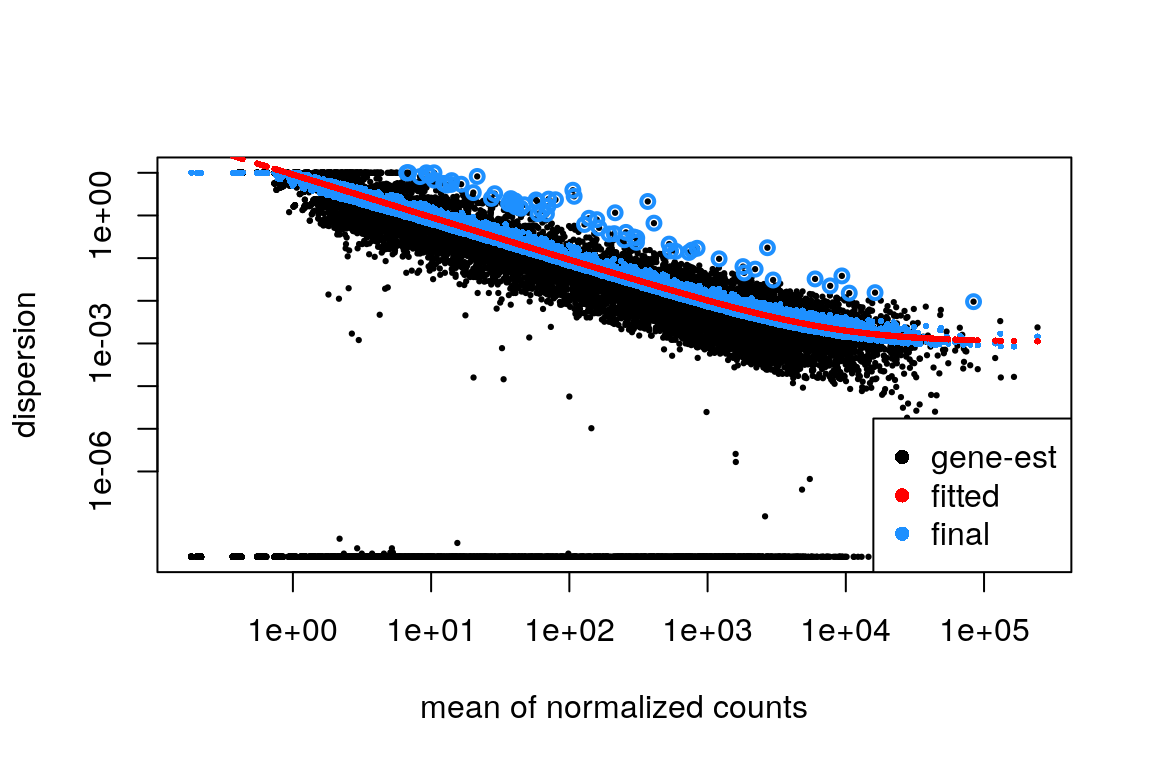 dispersion
1e+00
1e-03
1e-06
gene-est
fitted
final
1e+00 1e+01 1e+02 1e+03 1e+04 1e+05
mean of normalized counts